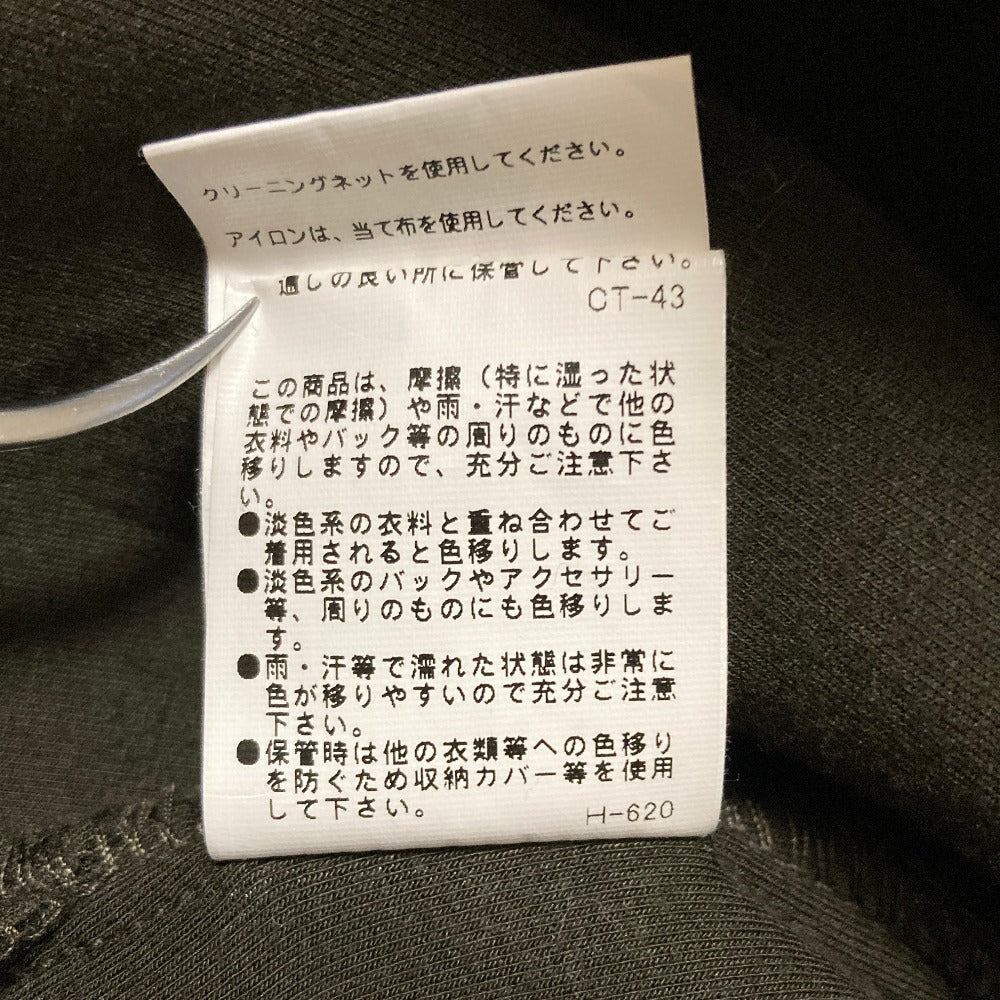 クリーニングネットを使用してください。
アイロンは、当て布を使用してください。
通しの良い所に保管して下さい。
CT-43
この商品は、摩擦（特に湿った状
態での摩擦）や雨・汗などで他の
衣料やバック等の周りのものに色
移りしますので、充分ご注意下さ
い。
●淡色系の衣料と重ね合わせてご
着用されると色移りします。
●淡色系のバックやアクセサリー
等、周りのものにも色移りしま
す。
●雨・汗等で濡れた状態は非常に
色が移りやすいので充分ご注意
下さい。
●保管時は他の衣類等への色移り
を防ぐため収納カバー等を使用
して下さい。
H-620